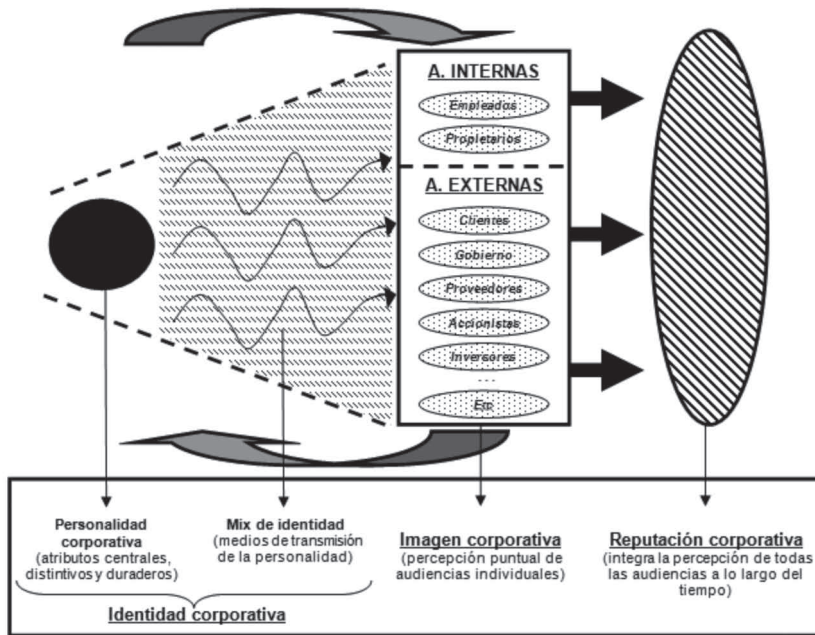 A. INTERNAS
Empleados
Propietarios
A. EXTERNAS
Clientes
Gobierno
Proveedores
Accionistas
Inversores
...
Etc
Personalidad
corporativa
(atributos centrales,
distintivos y duraderos)
Mix de identidad
(medios de transmisión
de la personalidad)
Identidad corporativa
Imagen corporativa
(percepción puntual de
audiencias individuales)
Reputación corporativa
(integra la percepción de todas
las audiencias a lo largo del
tiempo)